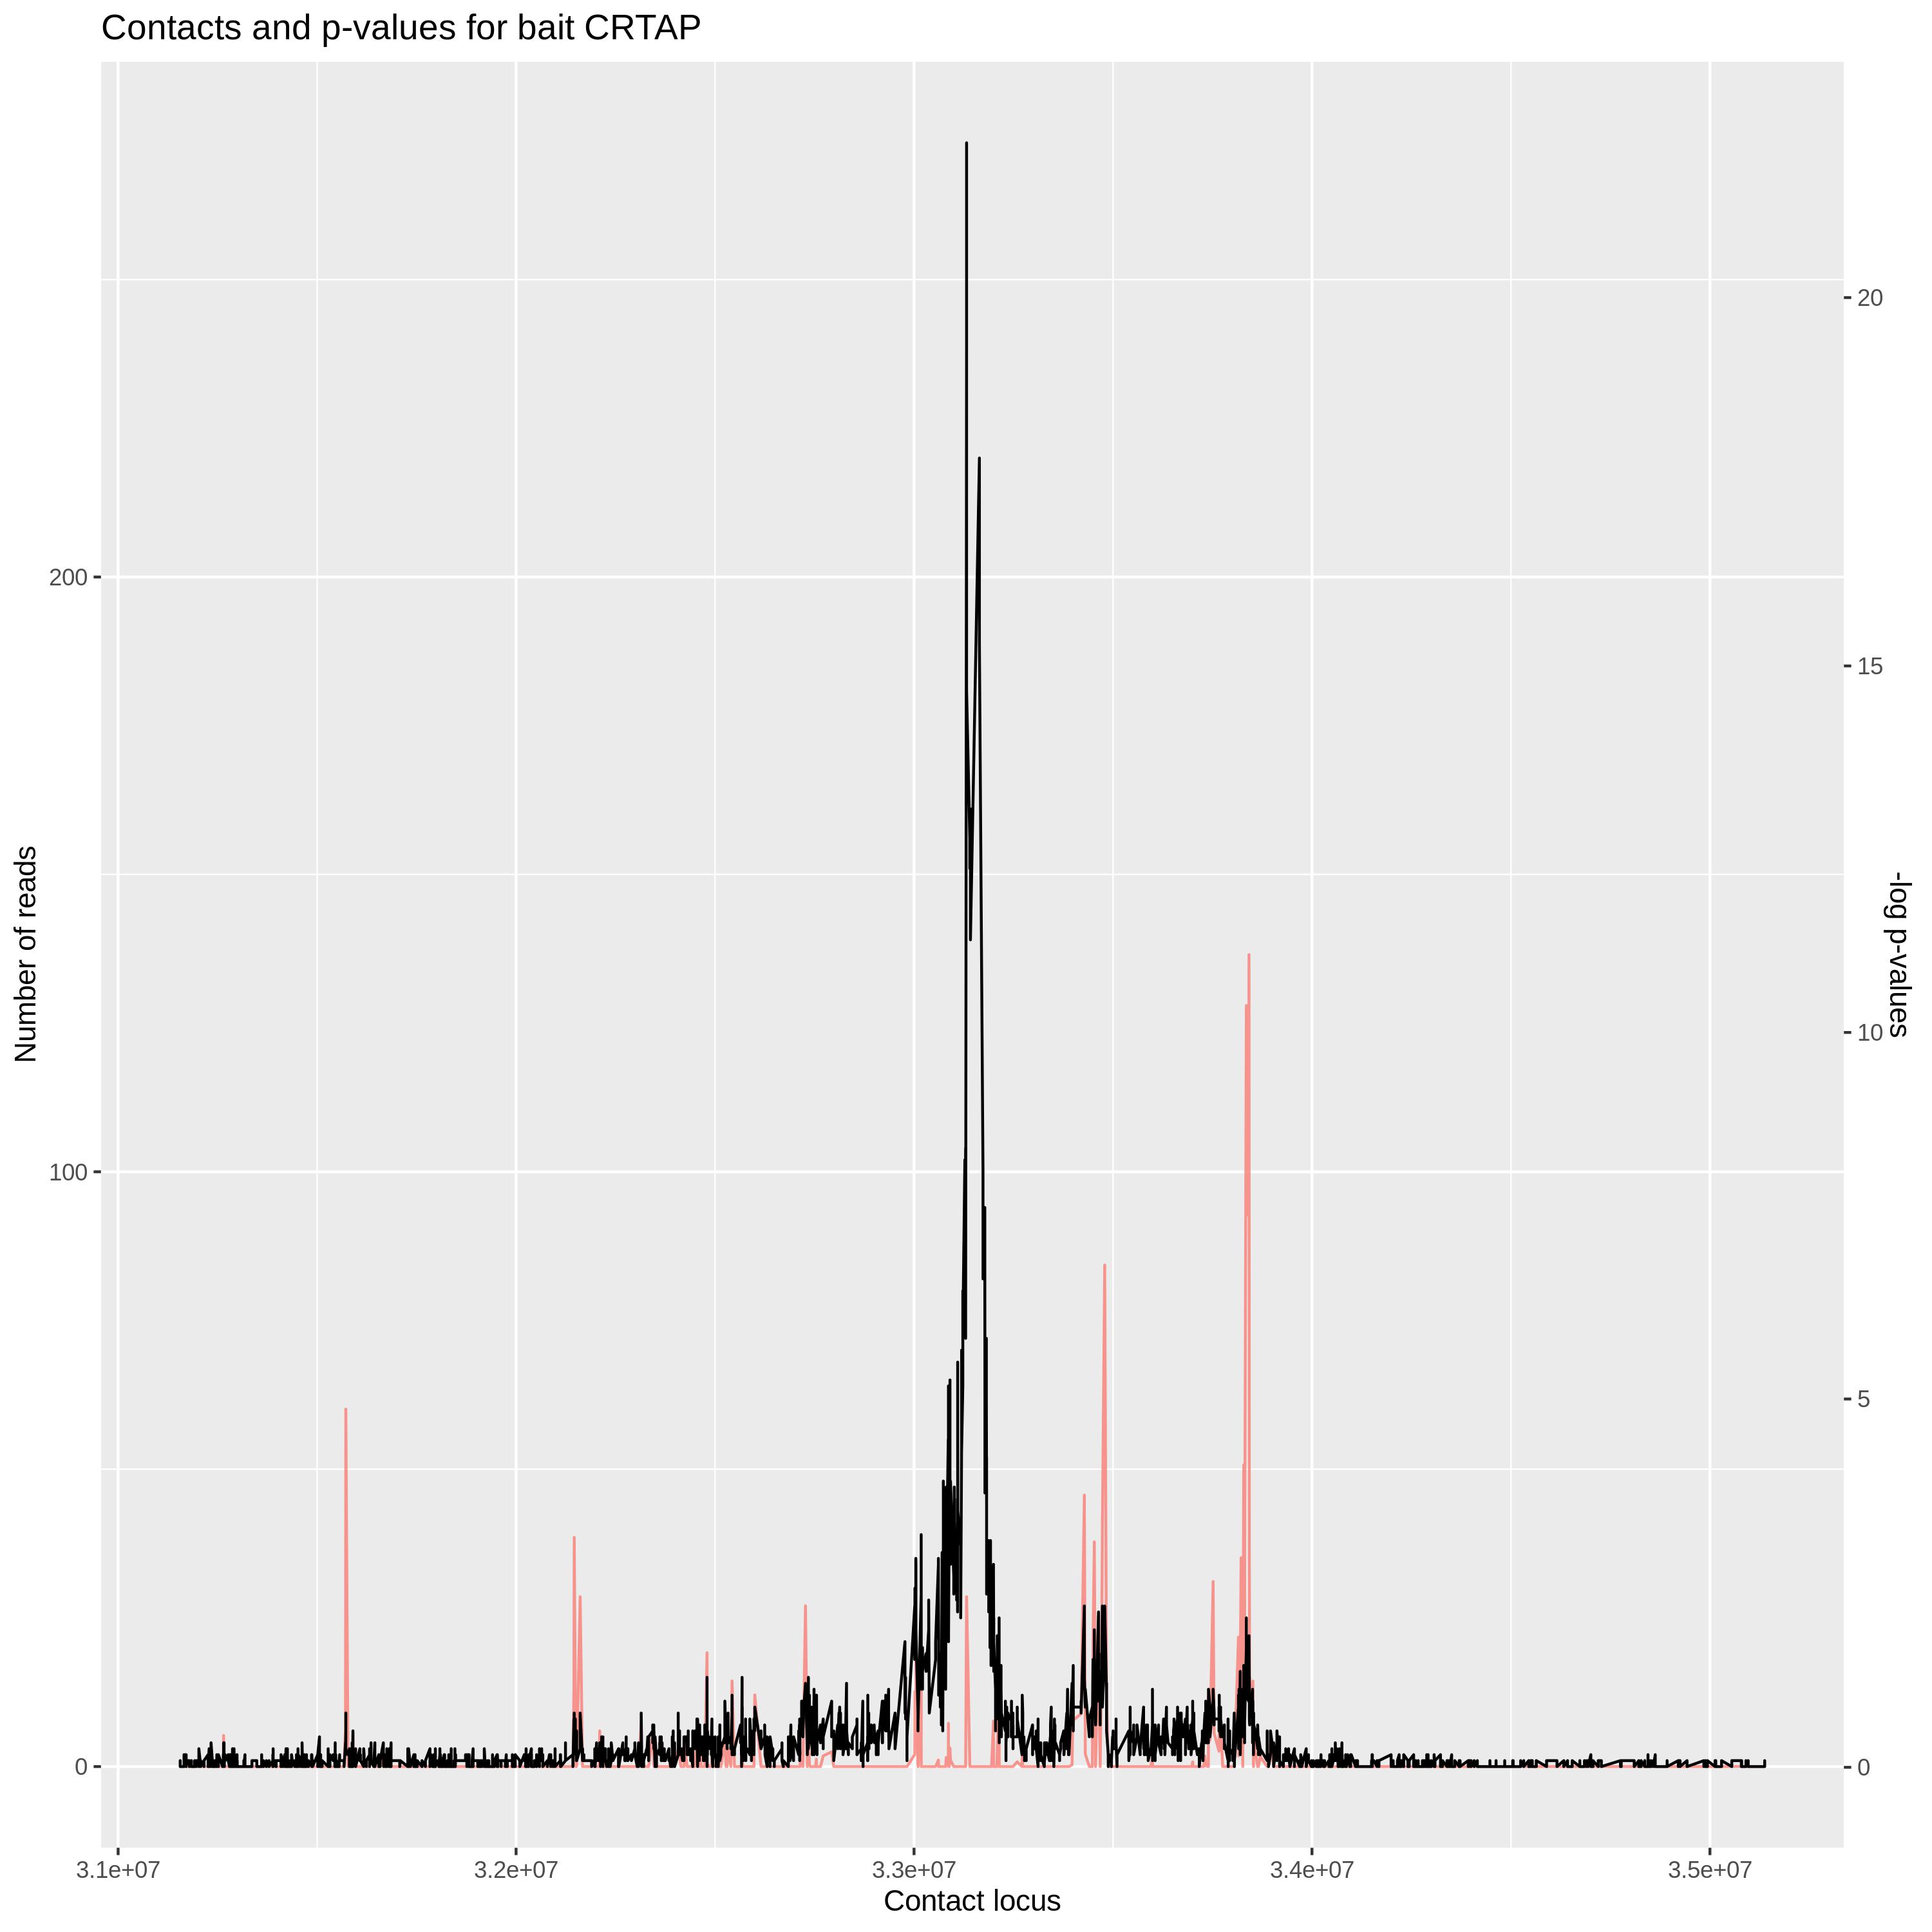 Contacts and p-values for bait CRTAP
Number of reads
200
100
0
20
15
10
5
0
-log p-values
3.1e+07 3.2e+07 3.3e+07 3.4e+07 3.5e+07
Contact locus